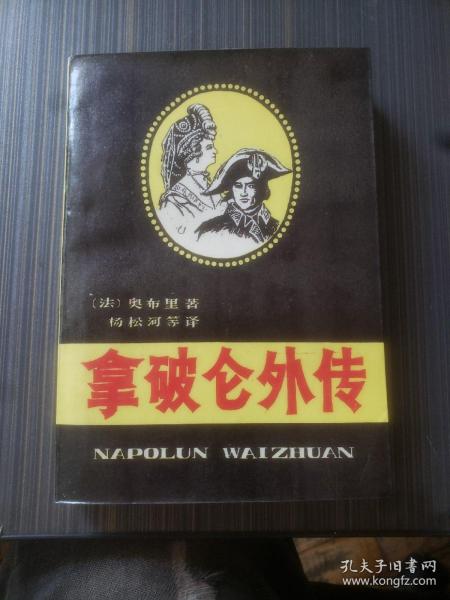 （法）奥布里著
杨松河等译
拿破仑外传
NAPOLUN WAIZHUAN
孔夫子旧书网
www.kongfz.com